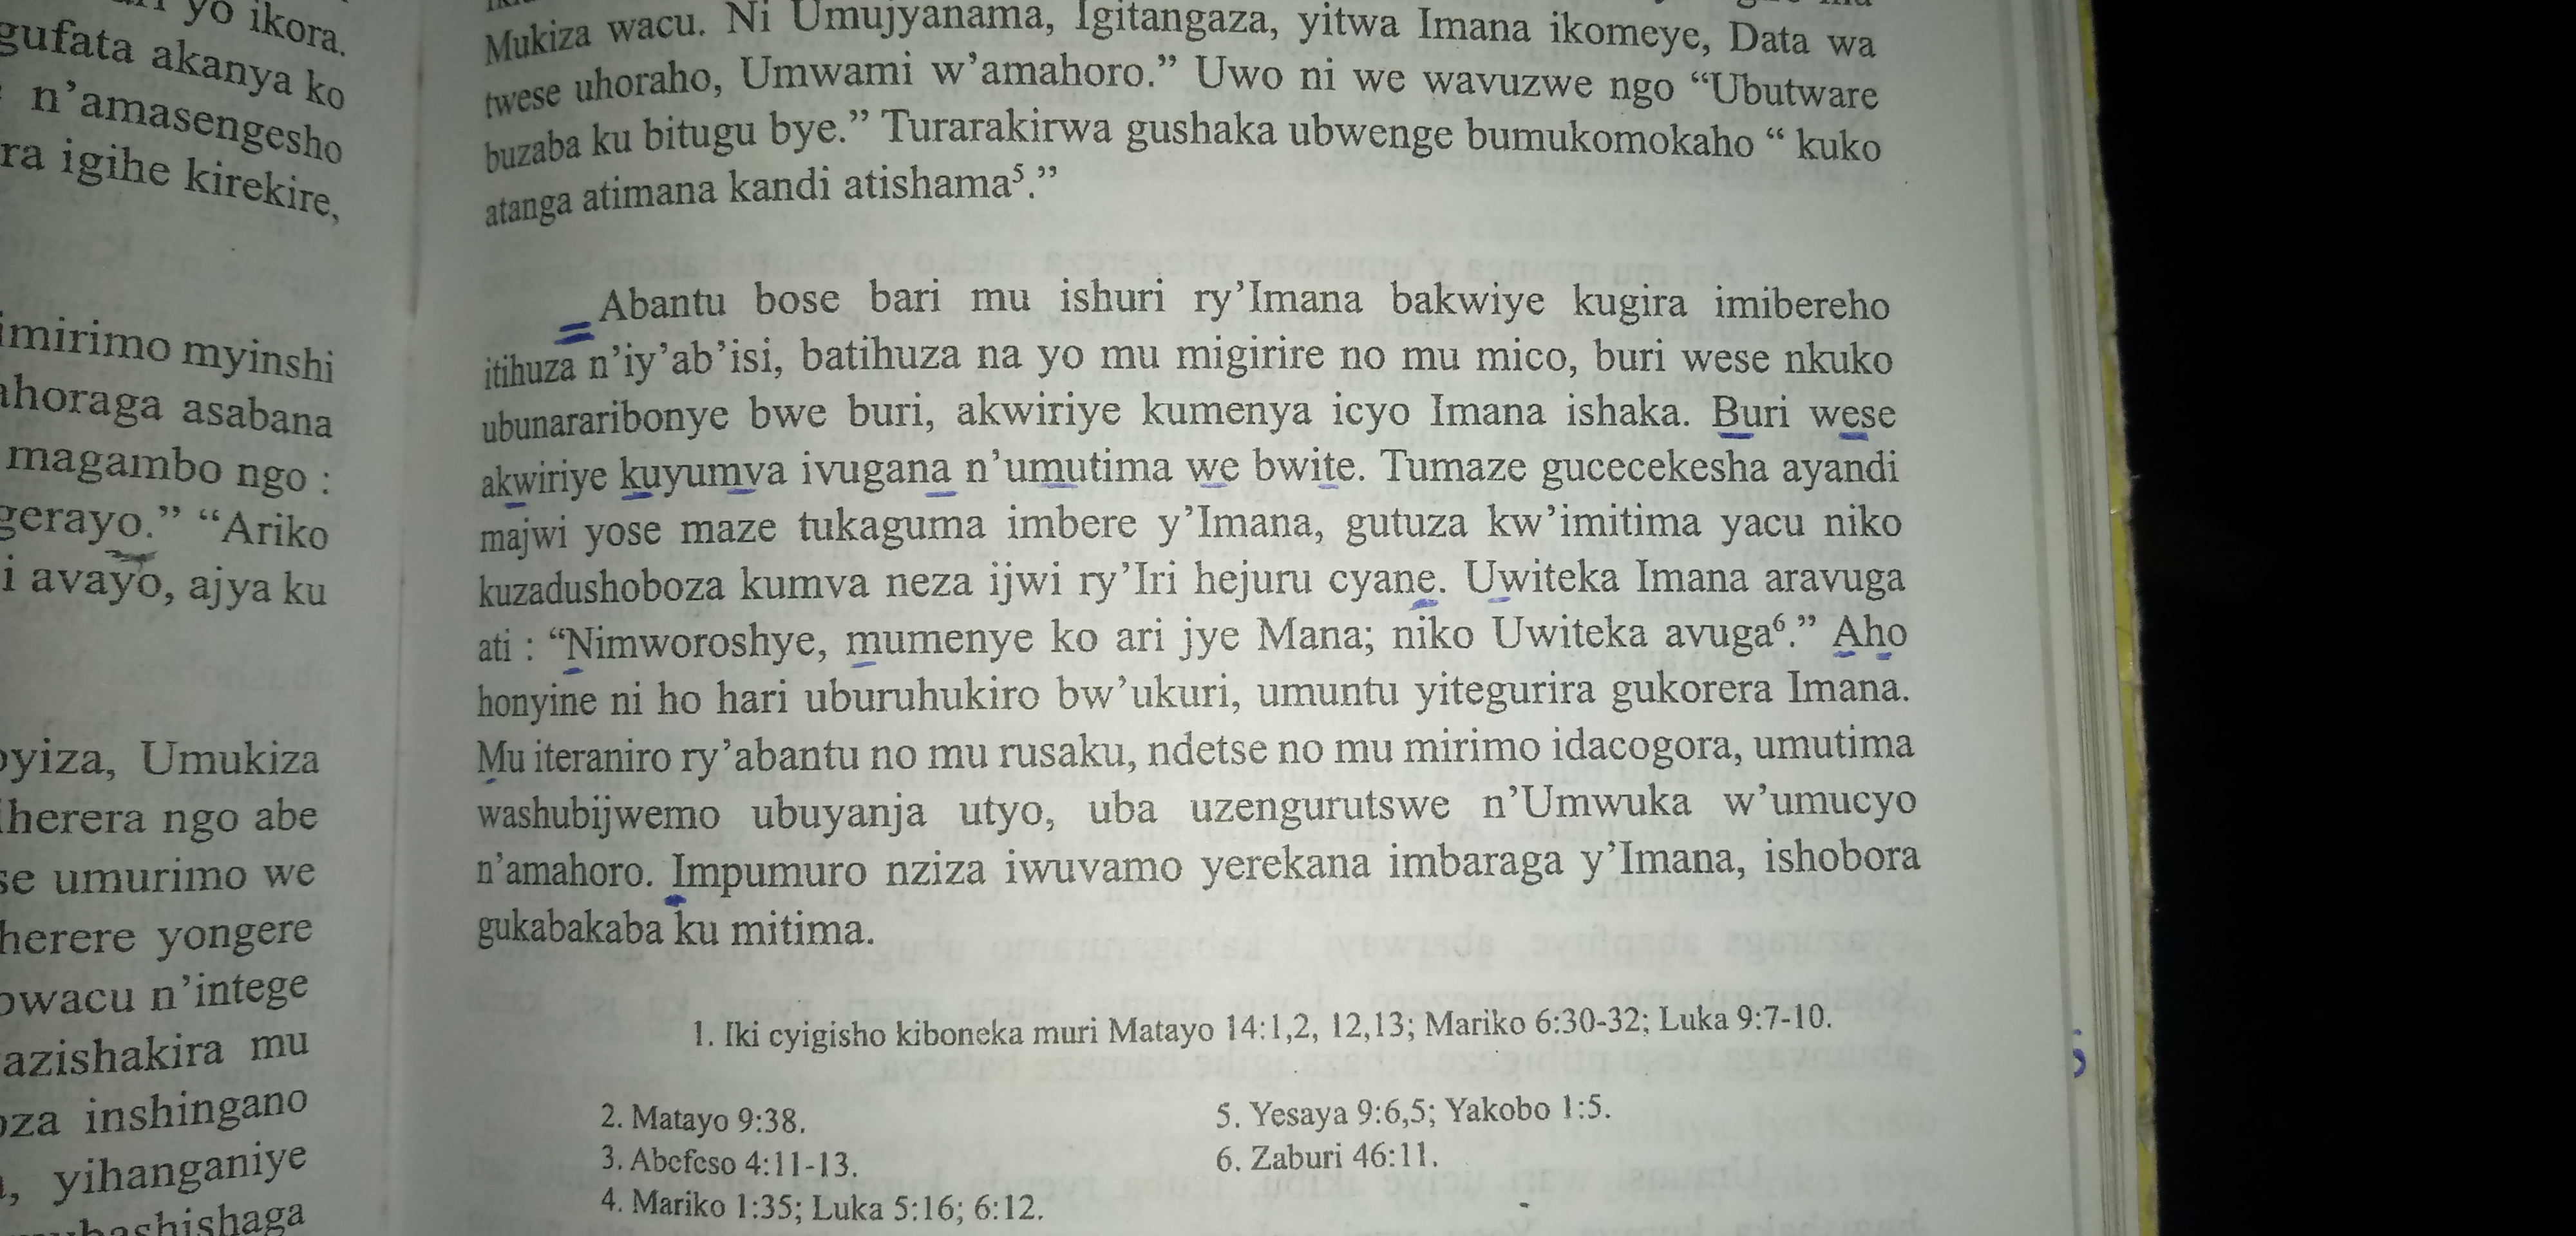 yo ikora.
gufata akanya ko
n'amasengesho
ra igihe kirekire,
imirimo myinshi
ahoraga asabana
magambo ngo :
gerayo." "Ariko
i avayo, ajya ku
Umukiza
herera ngo abe
se umurimo we
herere yongere
n'intege
azishakira mu
inshingano
yihanganiye
Mukiza wacu. Ni Umujyanama, Igitangaza, yitwa Imana ikomeye, Data wa
twese uhoraho, Umwami w'amahoro." Uwo ni we wavuzwe ngo "Ubutware
buzaba ku bitugu bye." Turarakirwa gushaka ubwenge bumukomokaho " kuko
atanga atimana kandi atishama⁵."
Abantu bose bari mu ishuri ry'Imana bakwiye kugira imibereho
itihuza n'iy'ab'isi, batihuza na yo mu migirire no mu mico, buri wese nkuko
ubunararibonye bwe buri, akwiriye kumenya icyo Imana ishaka. Buri wese
akwiriye kuyumva ivugana n'umutima we bwite. Tumaze gucecekesha ayandi
majwi yose maze tukaguma imbere y'Imana, gutuza kw'imitima yacu niko
kuzadushoboza kumva neza ijwi ry'Iri hejuru cyane. Uwiteka Imana aravuga
ati : "Nimworoshye, mumenye ko ari jye Mana; niko Uwiteka avuga⁶." Aho
honyine ni ho hari uburuhukiro bw'ukuri, umuntu yitegurira gukorera Imana.
Mu iteraniro ry'abantu no mu rusaku, ndetse no mu mirimo idacogora, umutima
washubijwemo ubuyanja utyo, uba uzengurutswe n'Umwuka w'umucyo
n'amahoro. Impumuro nziza iwuvamo yerekana imbaraga y'Imana, ishobora
gukabakaba ku mitima.
1. Iki cyigisho kiboneka muri Matayo 14:1,2, 12,13; Mariko 6:30-32; Luka 9:7-10.
2. Matayo 9:38.
3. Abefeso 4:11-13.
4. Mariko 1:35; Luka 5:16; 6:12.
5. Yesaya 9:6,5; Yakobo 1:5.
6. Zaburi 46:11.